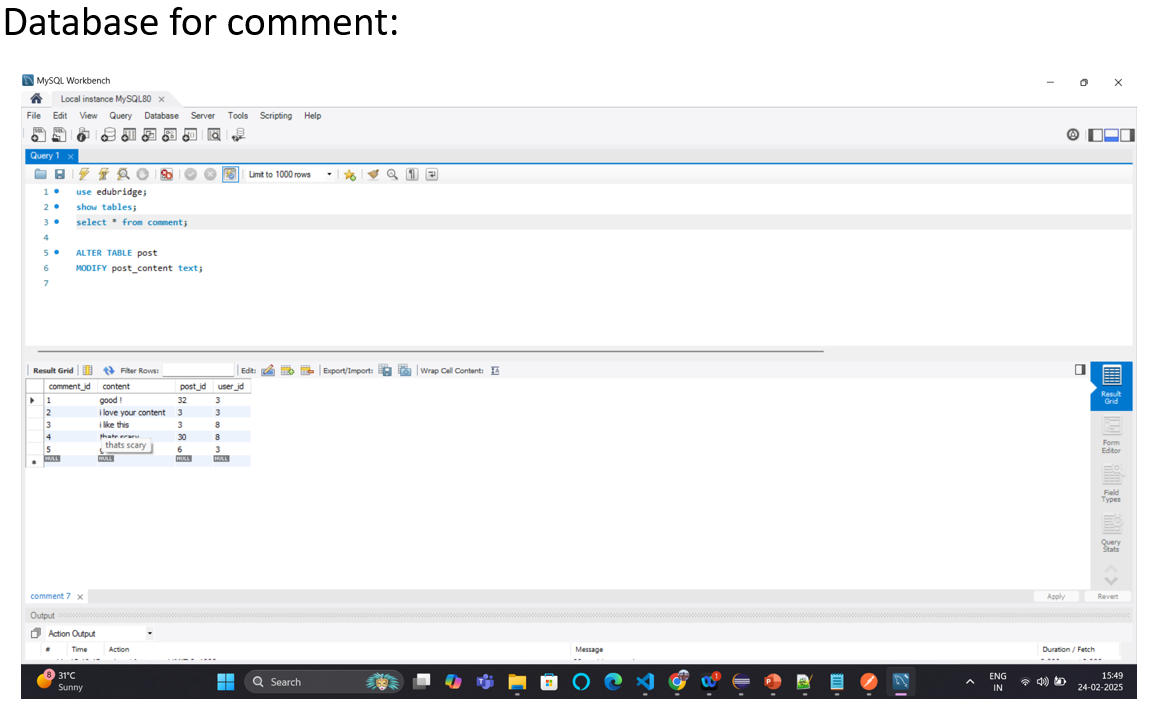 Database for comment:
MySQL Workbench
Local instance MySQL80
File Edit View Query Database Server Tools Scripting Help
Query 1
Limit to 1000 rows
1 use edubridge;
2 show tables;
3 select * from comment;
4
5 ALTER TABLE post
6 MODIFY post_content text;
7
Result Grid Filter Rows: Edit: Export/Import: Wrap Cell Content:
comment_id content post_id user_id
1 good ! 32 3
2 i love your content 3 3
3 i like this 3 8
4 thats scary 30 8
thats scary
5 6 3
NULL NULL NULL NULL
Result Grid
Form Editor
Field Types
Query Stats
comment 7
Apply Revert
Output
Action Output
# Time Action Message Duration / Fetch
8
31°C
Sunny
Search
1
ENG
IN
15:49
24-02-2025